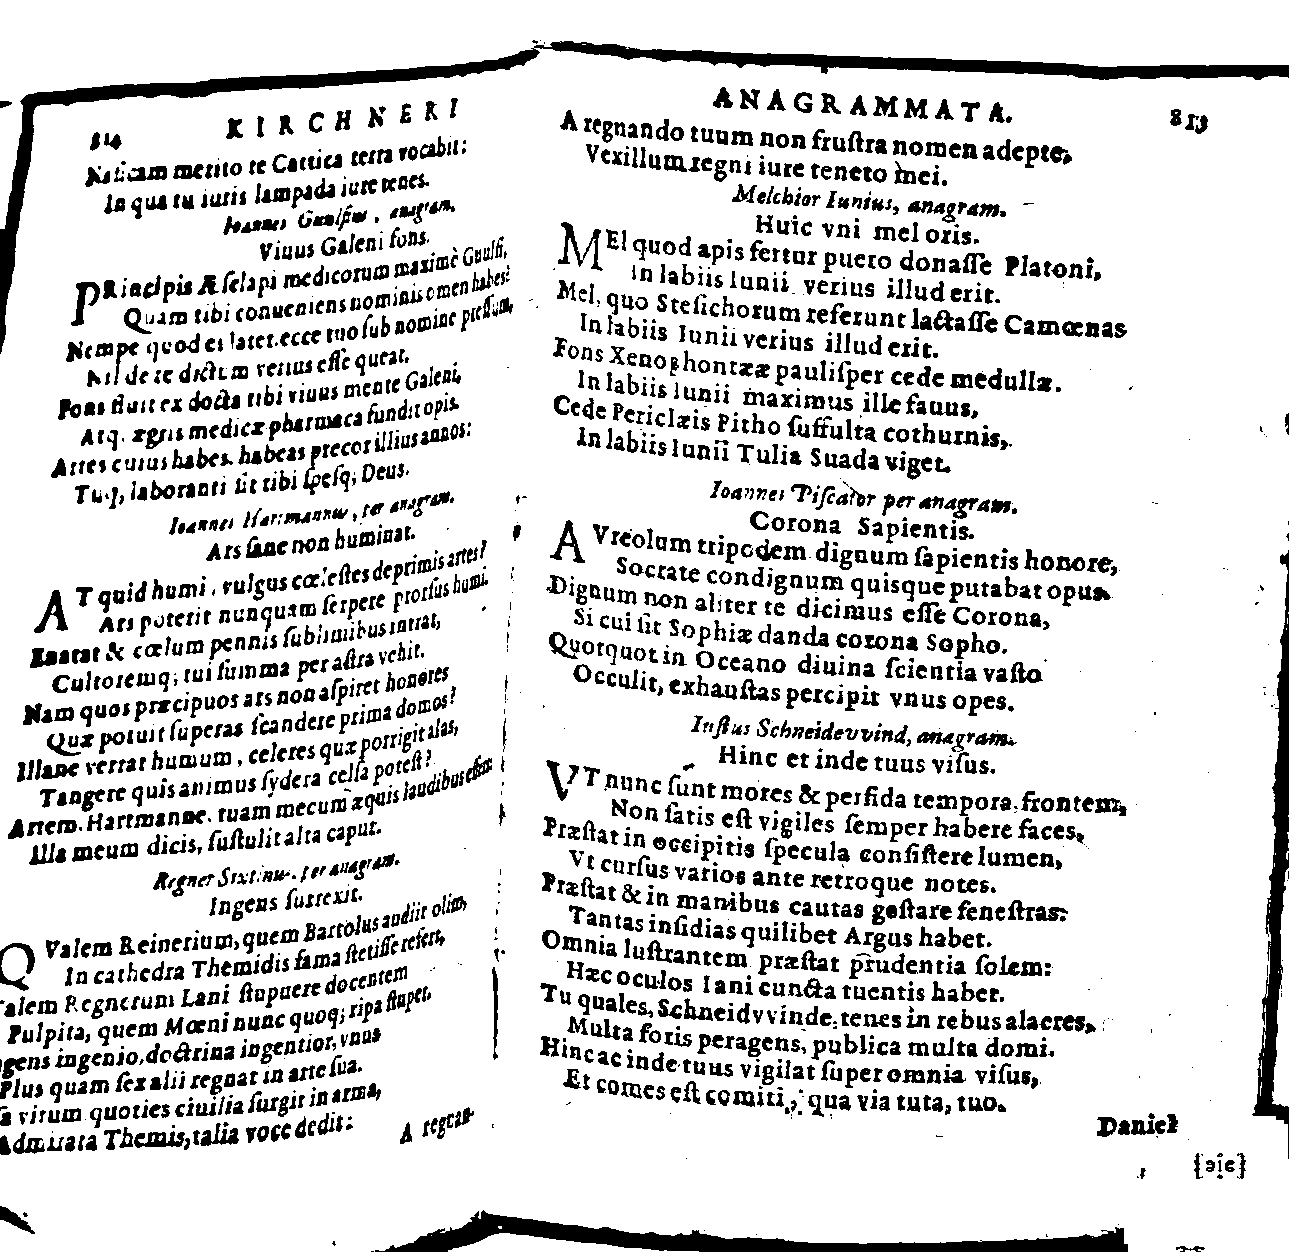 814 KIRCHNERI
Naticam merito te Cattica terra vocabit:
In qua tu iuris lampada iure tenes.
Ioannes Guulfius, anagram.
Viuus Galeni fons.
PRincipis Æſclapi medicorum maximè Guulfi,
Quam tibi conueniens nominis omen habes?
Nempe quod ei latet, ecce tuo ſub nomine preſſum,
Nil de te dictum verius eſſe queat.
Fons fluit ex docta tibi viuus mente Galeni,
Atq. ægris medicæ pharmaca fundit opis.
Artes cuius habes, habeas precor illius annos:
Tuiq́, laboranti ſit tibi ſpeſq; Deus.
Ioannes Hartmannus, per anagram.
Ars ſane non huminat.
AT quid humi, vulgus cœleſtes deprimis artes?
Ars poterit nunquam ſerpere prorſus humi.
Enatat & cœlum pennis ſublimibus intrat,
Cultoremq; tui ſumma per aſtra vehit.
Nam quos præcipuos ars non aſpiret honores
Quæ potuit ſuperas ſcandere prima domos?
Illane verrat humum, celeres quæ porrigit alas,
Tangere quis animus ſydera celſa poteſt?
Artem, Hartmanne, tuam mecum æquis laudibus effers
Illa meum dicis, ſuſtulit alta caput.
Regner Sixtinus, per anagram.
Ingens ſurrexit.
QValem Reinerium, quem Bartolus audiit olim,
In cathedra Themidis fama ſtetiſſe refert,
alem Regnerum Lani ſtupuere docentem
Pulpita, quem Mœni nunc quoq; ripa ſtupet.
gens ingenio, doctrina ingentior, vnus
Plus quam ſex alii regnat in arte ſua.
a virum quoties ciuilia ſurgit in arma,
Admirata Themis, talia voce dedit:
A regnan-
ANAGRAMMATA. 813
A regnando tuum non fruſtra nomen adepte,
Vexillum regni iure teneto mei.
Melchior Iunius, anagram.
Huic vni mel oris.
MEl quod apis fertur puero donaſſe Platoni,
In labiis Iunii verius illud erit.
Mel, quo Steſichorum referunt lactaſſe Camœnas
In labiis Iunii verius illud erit.
Fons Xenophontææ pauliſper cede medullæ.
In labiis Iunii maximus ille fauus,
Cede Periclæis Pitho ſuffulta cothurnis,
In labiis Iunii Tulia Suada viget.
Ioannes Piſcator per anagram.
Corona Sapientis.
AVreolum tripodem dignum ſapientis honore,
Socrate condignum quisque putabat opus.
Dignum non aliter te dicimus eſſe Corona,
Si cui ſit Sophiæ danda corona Sopho.
Quotquot in Oceano diuina ſcientia vaſto
Occulit, exhauſtas percipit vnus opes.
Iuſtus Schneidevvind, anagram.
Hinc et inde tuus viſus.
VT nunc ſunt mores & perfida tempora, frontem,
Non ſatis eſt vigiles ſemper habere faces,
Præſtat in occipitis ſpecula conſiſtere lumen,
Vt curſus varios ante retroque notes.
Præſtat & in manibus cautas geſtare feneſtras:
Tantas inſidias quilibet Argus habet.
Omnia luſtrantem præſtat prudentia ſolem:
Hæc oculos Iani cuncta tuentis habet.
Tu quales, Schneidvvinde, tenes in rebus alacres,
Multa foris peragens, publica multa domi.
Hinc ac inde tuus vigilat ſuper omnia viſus,
Et comes eſt comiti, qua via tuta, tuo.
Daniel